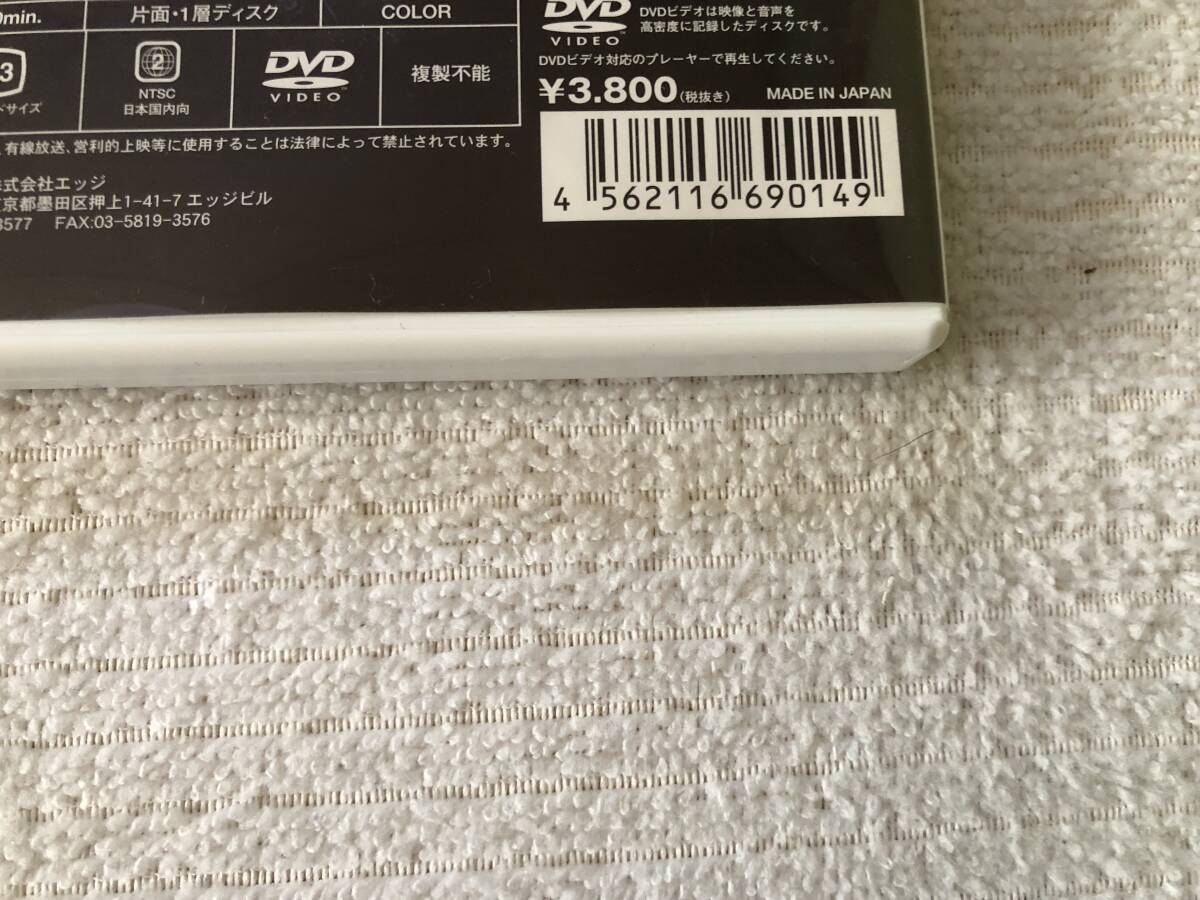 0min.
片面・1層ディスク
COLOR
3
ドサイズ
2
NTSC
日本国内向
DVD
VIDEO
複製不能
DVD
VIDEO
DVDビデオは映像と音声を
高密度に記録したディスクです。
DVDビデオ対応のプレーヤーで再生してください。
¥3.800(税抜き) MADE IN JAPAN
4 562116 690149
、有線放送、営利的上映等に使用することは法律によって禁止されています。
株式会社エッジ
京都墨田区押上1-41-7 エッジビル
3577 FAX:03-5819-3576